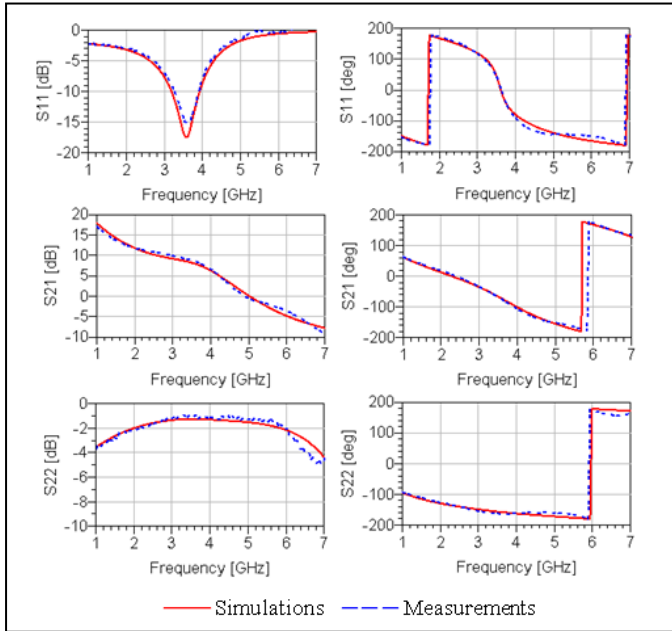 S11 [dB]
0
-5
-10
-15
-20
1 2 3 4 5 6 7
Frequency [GHz]
S11 [deg]
200
100
0
-100
-200
1 2 3 4 5 6 7
Frequency [GHz]
S21 [dB]
20
15
10
5
0
-5
-10
1 2 3 4 5 6 7
Frequency [GHz]
S21 [deg]
200
100
0
-100
-200
1 2 3 4 5 6 7
Frequency [GHz]
S22 [dB]
0
-2
-4
-6
-8
-10
1 2 3 4 5 6 7
Frequency [GHz]
S22 [deg]
200
100
0
-100
-200
1 2 3 4 5 6 7
Frequency [GHz]
Simulations Measurements